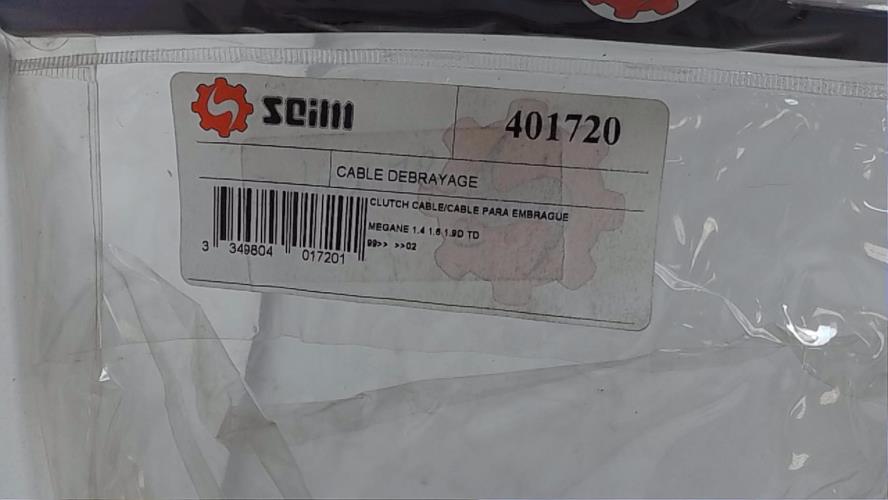 seim
401720
CABLE DEBRAYAGE
CLUTCH CABLE/CABLE PARA EMBRAGUE
MEGANE 1.4 1.6 1.9D TD
99>> >>02
3 349804 017201